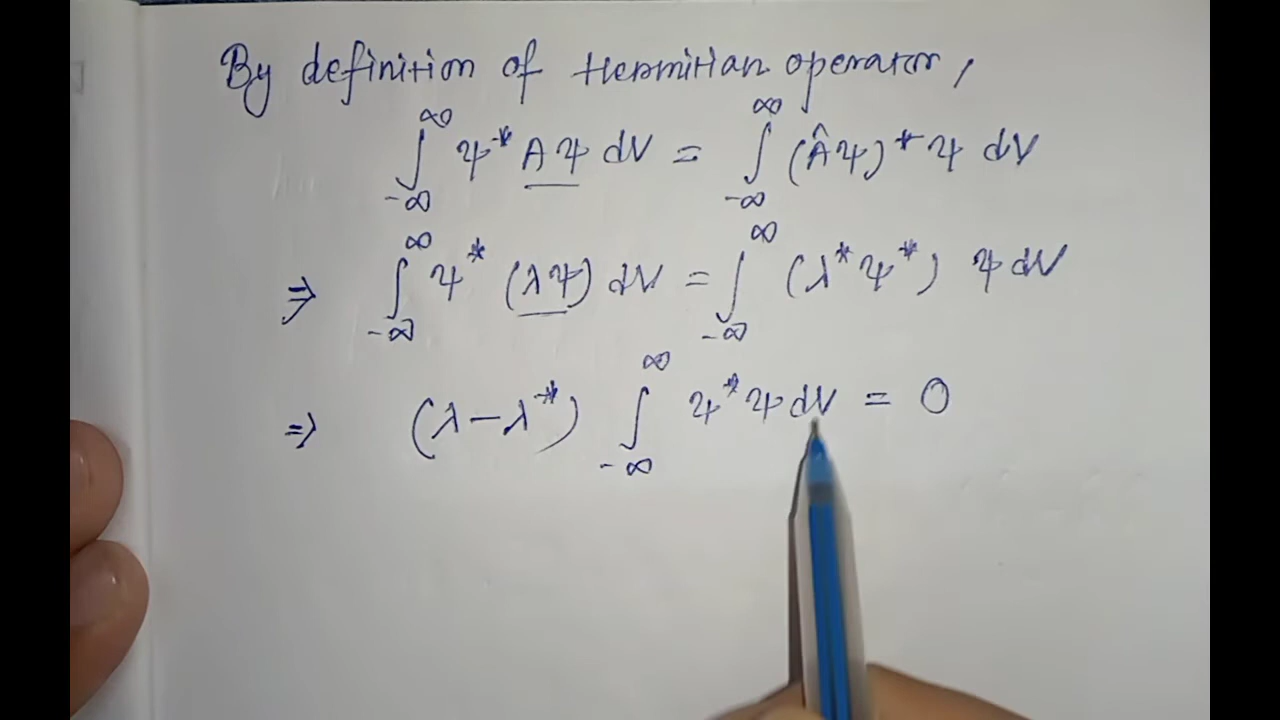 By definition of Hermitian operator,
∫_{-∞}^{∞} ψ* A ψ dV = ∫_{-∞}^{∞} (Âψ)* ψ dV
⇒ ∫_{-∞}^{∞} ψ* (λψ) dV = ∫_{-∞}^{∞} (λ* ψ*) ψ dV
⇒ (λ - λ*) ∫_{-∞}^{∞} ψ* ψ dV = 0